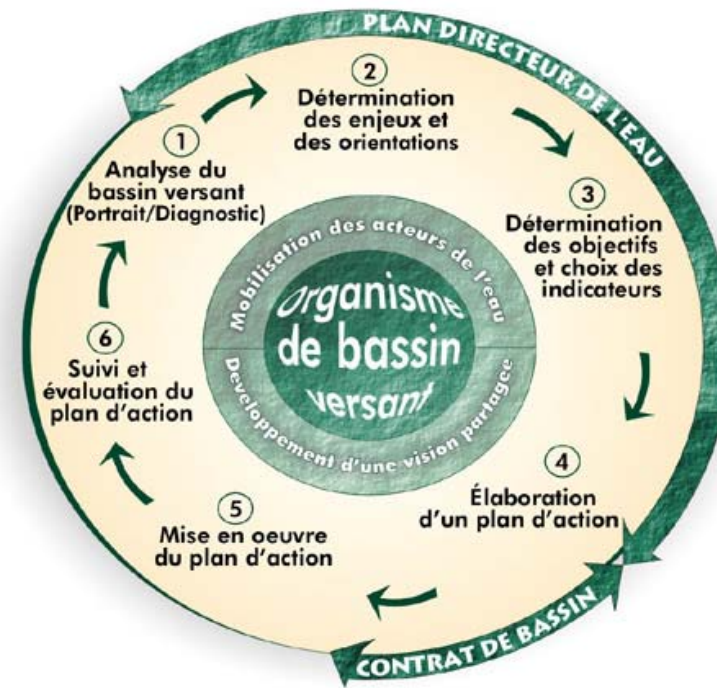 PLAN DIRECTEUR DE L'EAU
1
Analyse du
bassin versant
(Portrait/Diagnostic)
2
Détermination
des enjeux et
des orientations
3
Détermination
des objectifs
et choix des
indicateurs
4
Élaboration
d'un plan d'action
5
Mise en oeuvre
du plan d'action
6
Suivi et
évaluation du
plan d'action
Mobilisation des acteurs de l'eau
Organisme
de bassin
versant
Developpement d'une vision partagee
CONTRAT DE BASSIN